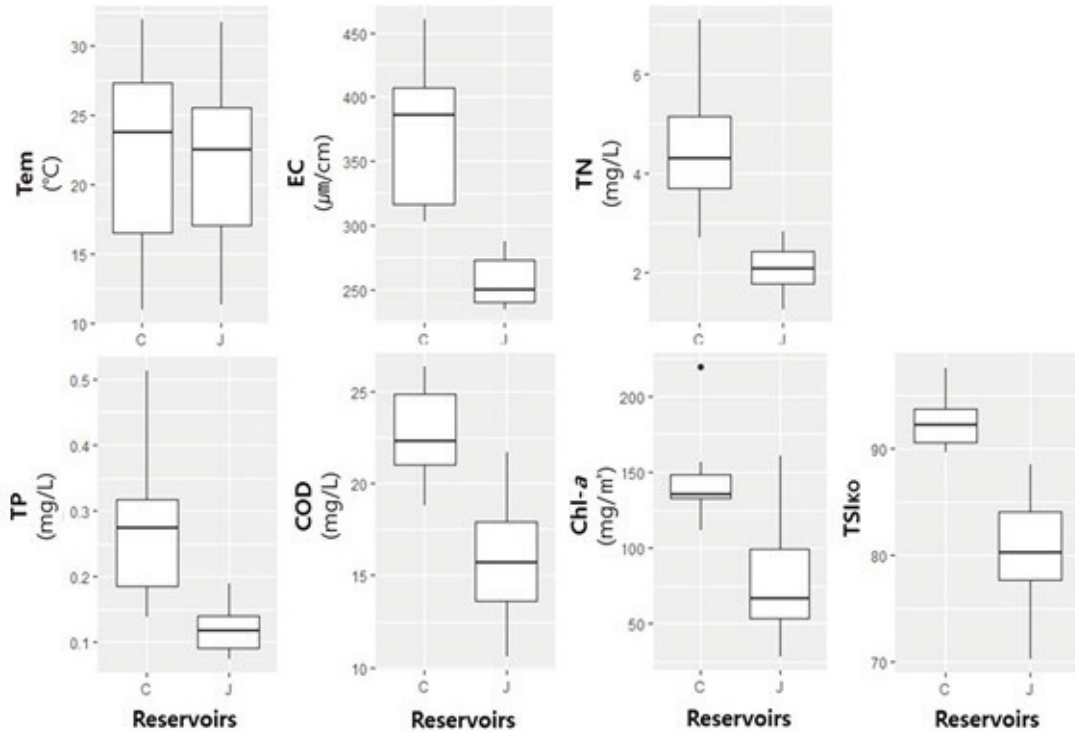 Tem
(℃)
30
25
20
15
10
C
J
EC
(μm/cm)
450
400
350
300
250
C
J
TN
(mg/L)
6
4
2
C
J
TP
(mg/L)
0.5
0.4
0.3
0.2
0.1
C
J
Reservoirs
COD
(mg/L)
25
20
15
10
C
J
Reservoirs
Chl-a
(mg/m³)
200
150
100
50
C
J
Reservoirs
TSIKO
90
80
70
C
J
Reservoirs